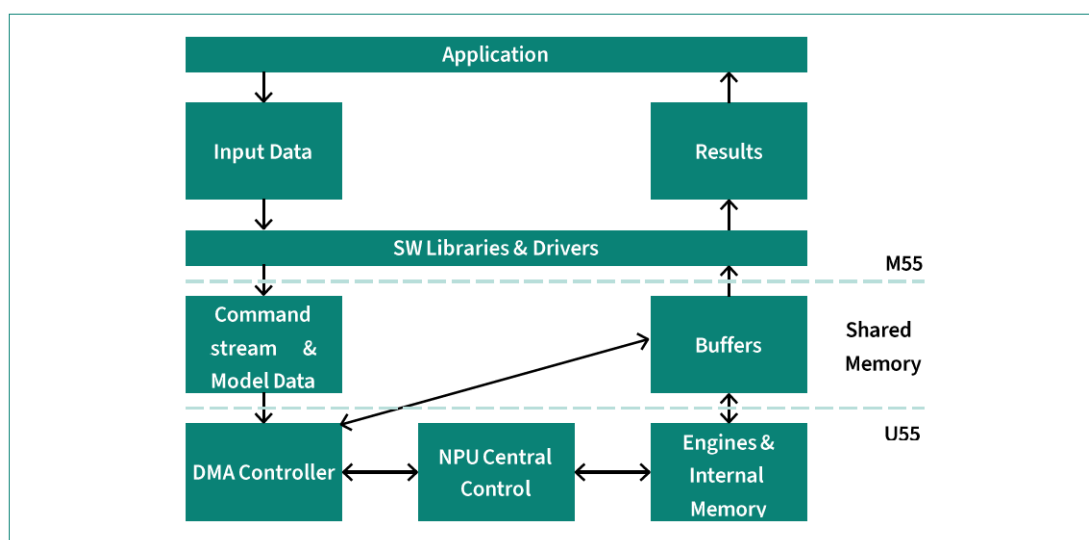 Application
Input Data
Results
SW Libraries & Drivers
M55
Command
stream &
Model Data
Buffers
Shared
Memory
U55
DMA Controller
NPU Central
Control
Engines &
Internal
Memory